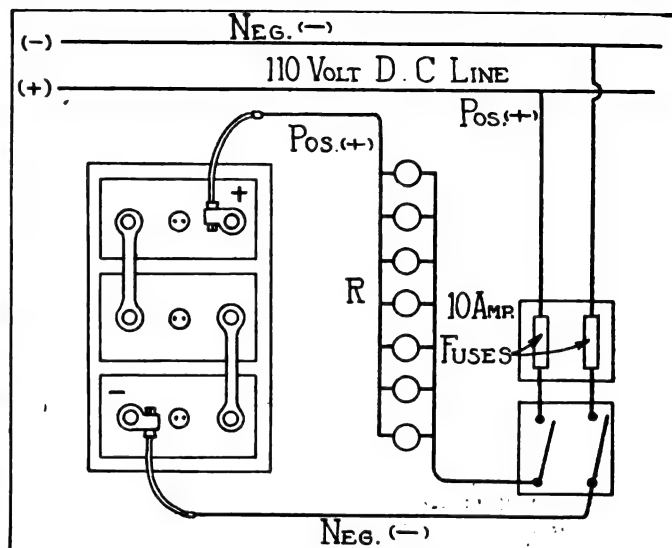 NEG. (-)
(-)
110 VOLT D.C LINE
(+)
POS. (+)
POS. (+)
+
R
10 AMP.
FUSES
-
NEG. (-)